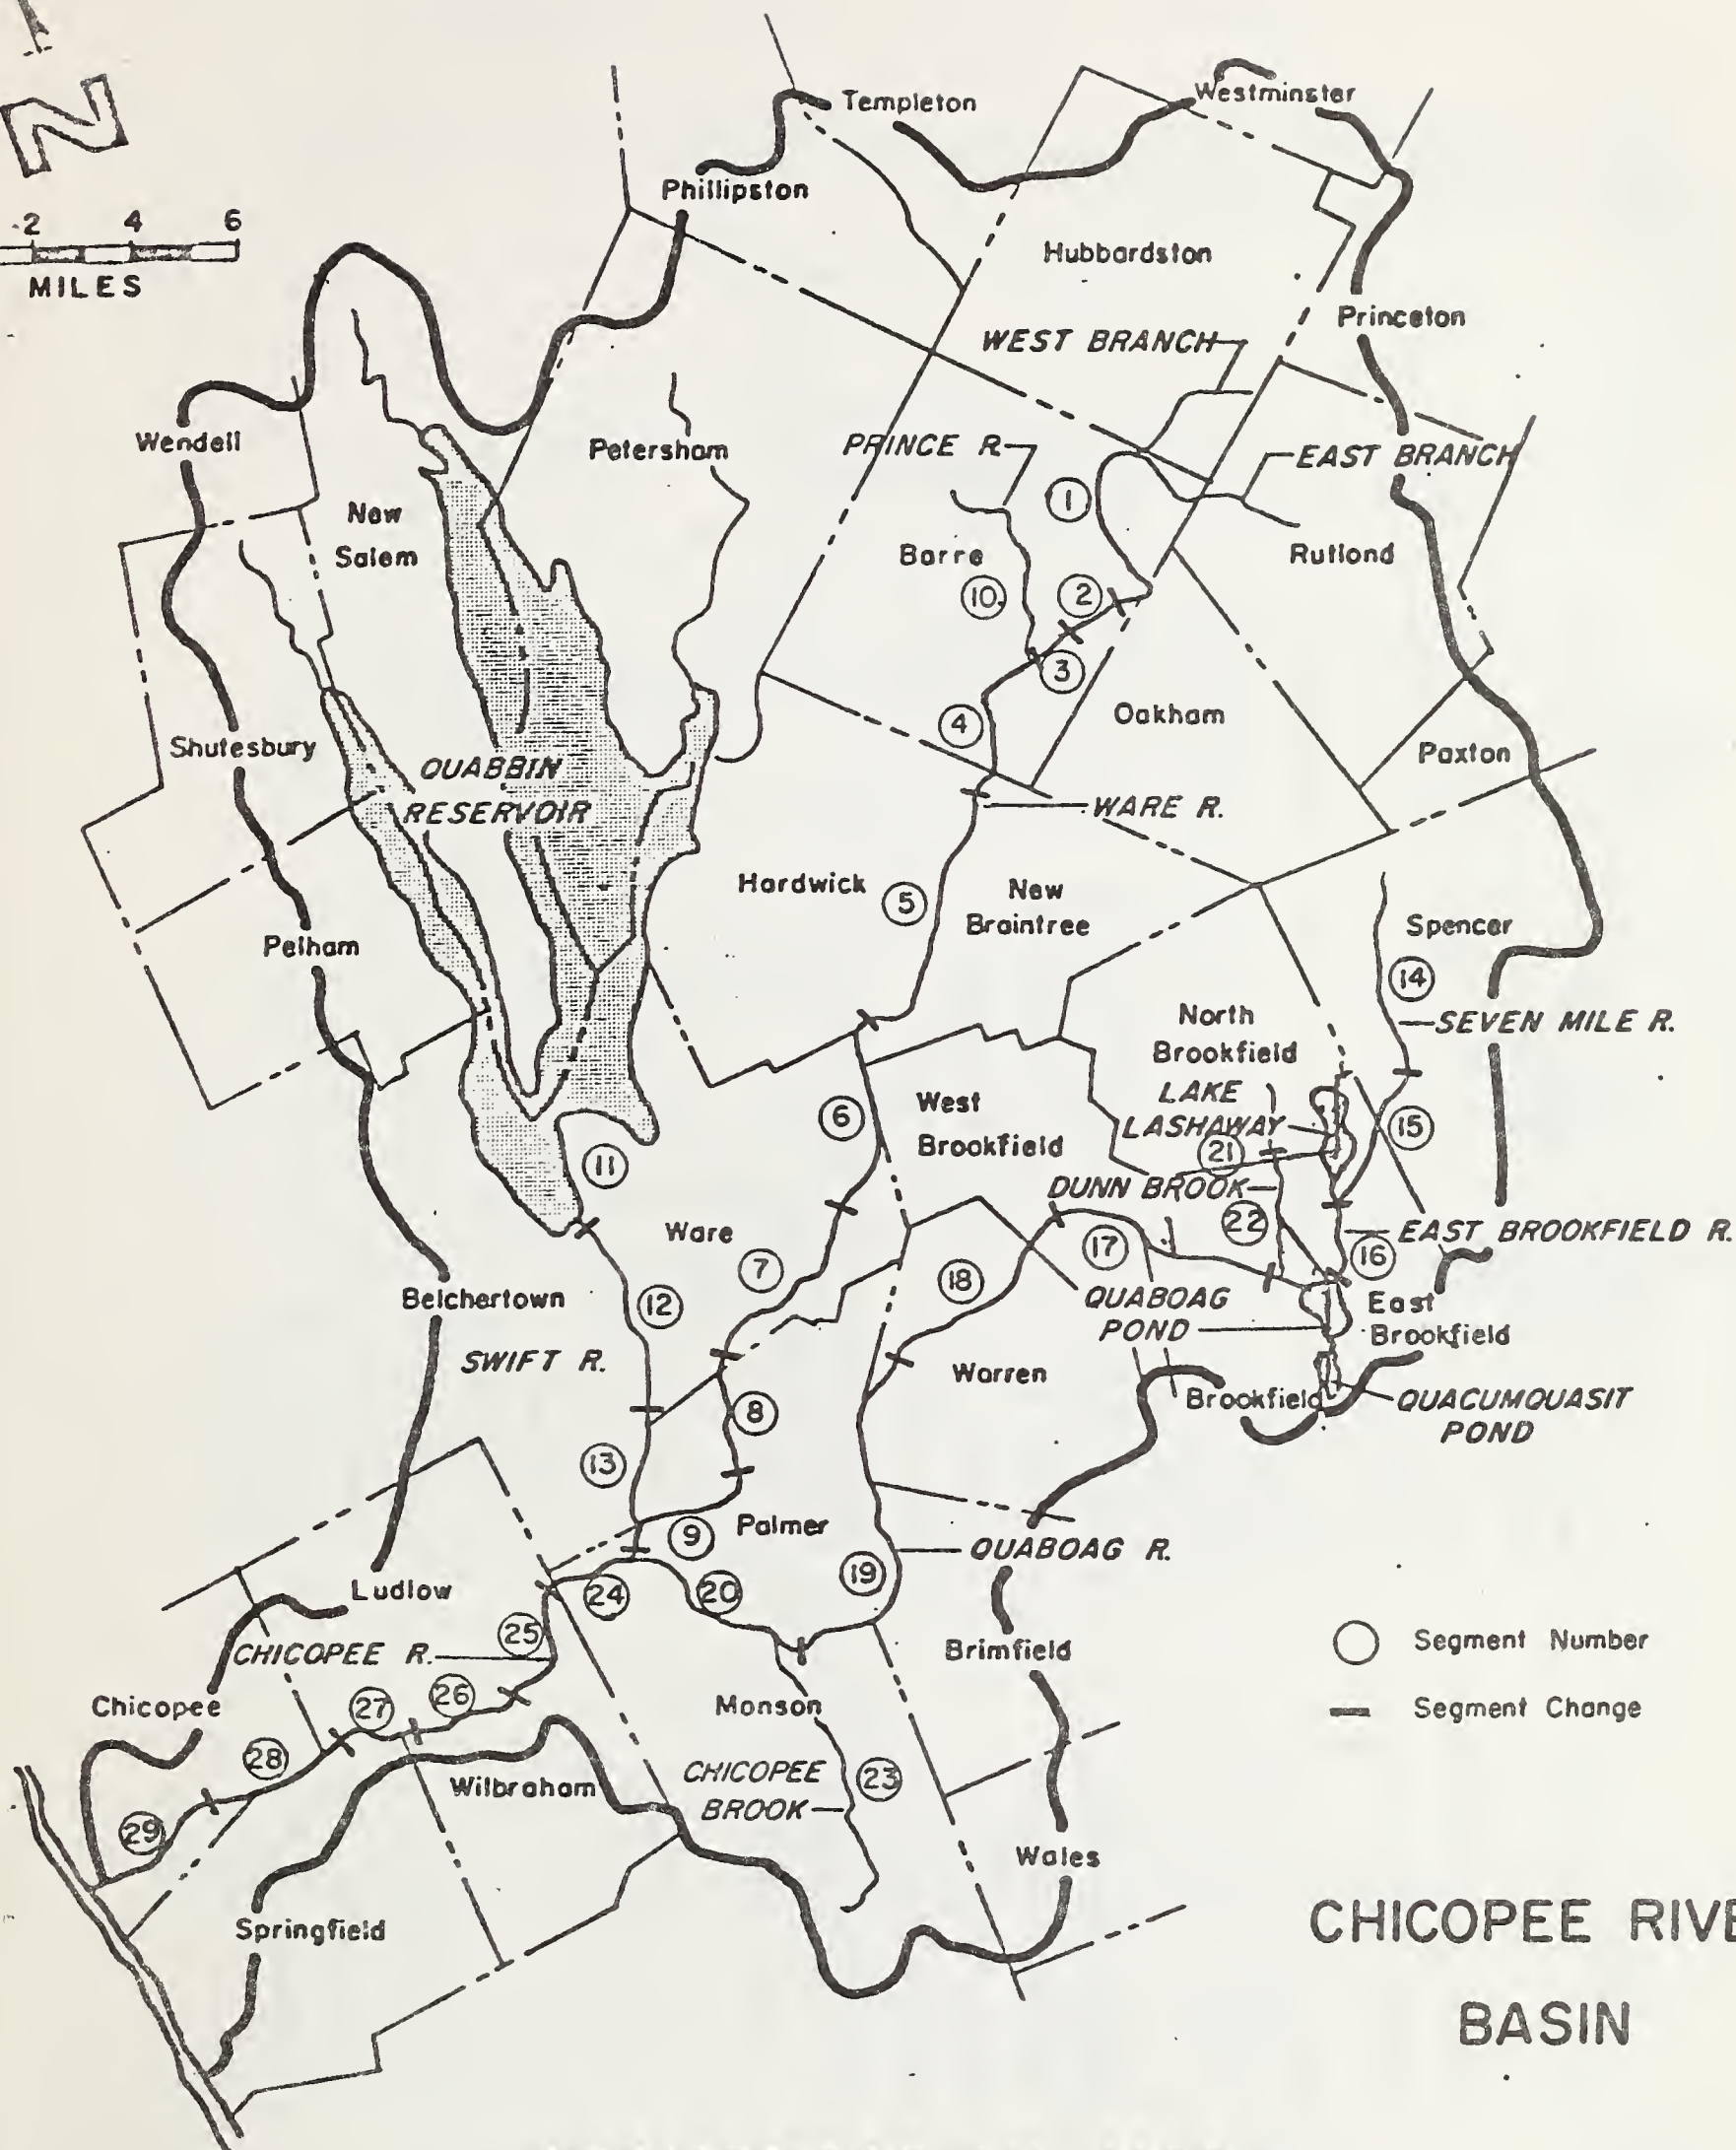 N
2 4 6
MILES
Templeton
Westminster
Phillipston
Hubbardston
Princeton
WEST BRANCH
Wendell
Petersham
PRINCE R.
EAST BRANCH
1
New
Salem
Barre
Rutland
10
2
3
4
Oakham
Shutesbury
Paxton
QUABBIN
RESERVOIR
WARE R.
Hardwick
5
New
Braintree
Spencer
Pelham
14
North
Brookfield
SEVEN MILE R.
6
West
Brookfield
LAKE
LASHAWAY
15
11
21
DUNN BROOK
22
Ware
17
EAST BROOKFIELD R.
16
7
18
12
Belchertown
QUABOAG
POND
East
Brookfield
SWIFT R.
Warren
Brookfield
QUACUMQUASIT
POND
8
13
9
Palmer
QUABOAG R.
19
Ludlow
24
20
25
CHICOPEE R.
Brimfield
Segment Number
Chicopee
27
26
Monson
Segment Change
28
Wilbraham
CHICOPEE
BROOK
23
29
Wales
Springfield
CHICOPEE RIVE
BASIN